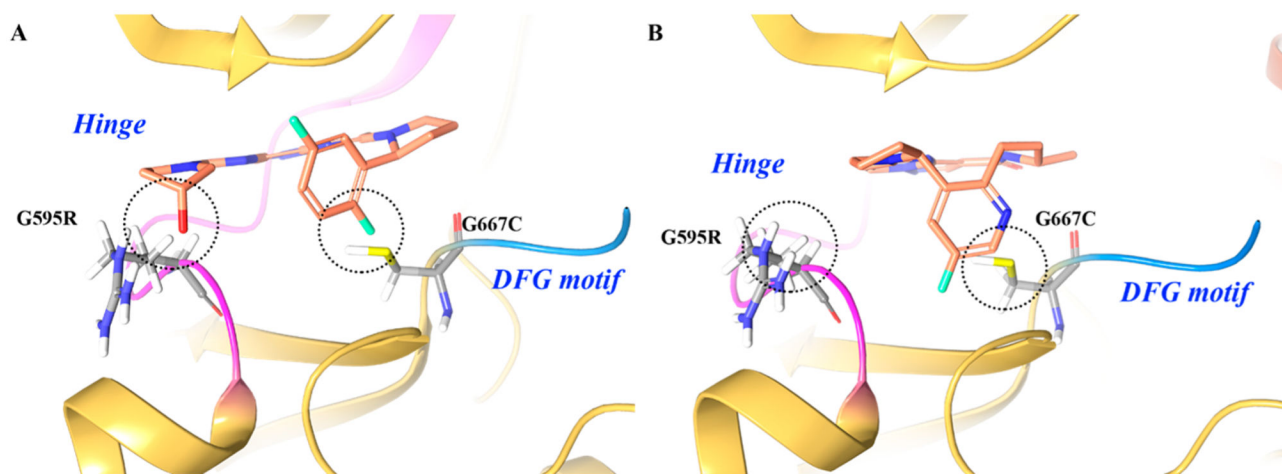 A
Hinge
G595R
G667C
DFG motif
B
Hinge
G595R
G667C
DFG motif